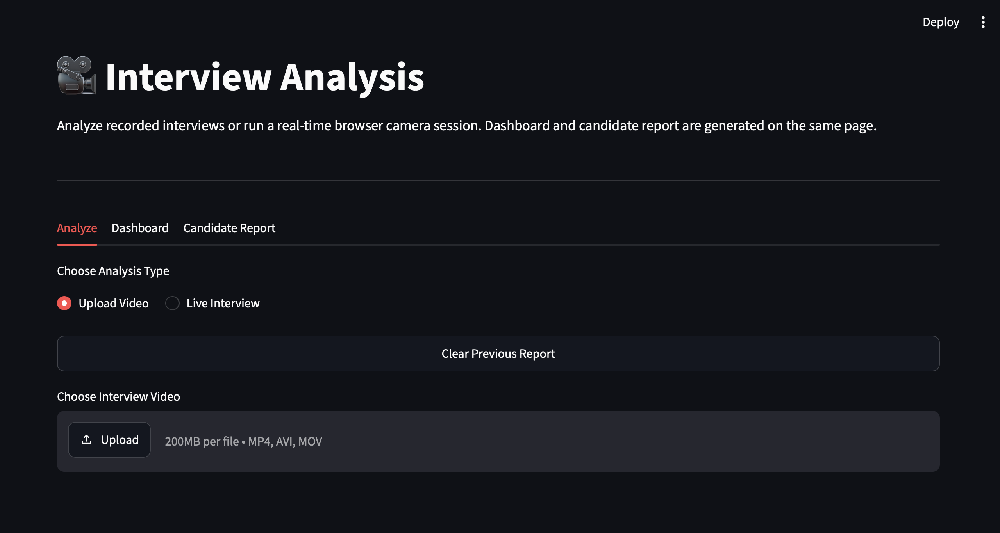 Deploy
Interview Analysis
Analyze recorded interviews or run a real-time browser camera session. Dashboard and candidate report are generated on the same page.
Analyze Dashboard Candidate Report
Choose Analysis Type
Upload Video Live Interview
Clear Previous Report
Choose Interview Video
Upload 200MB per file • MP4, AVI, MOV